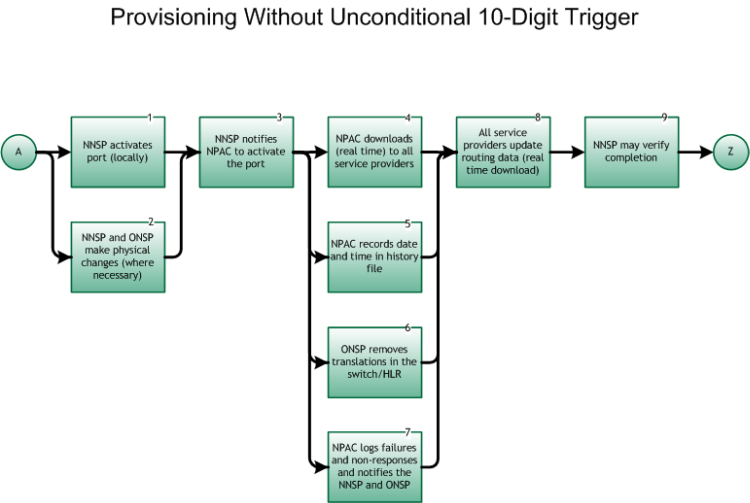 Provisioning Without Unconditional 10-Digit Trigger
A
1
NNSP activates
port (locally)
2
NNSP and ONSP
make physical
changes (where
necessary)
3
NNSP notifies
NPAC to activate
the port
4
NPAC downloads
(real time) to all
service providers
5
NPAC records date
and time in history
file
6
ONSP removes
translations in the
switch/HLR
7
NPAC logs failures
and non-responses
and notifies the
NNSP and ONSP
8
All service
providers update
routing data (real
time download)
9
NNSP may verify
completion
Z